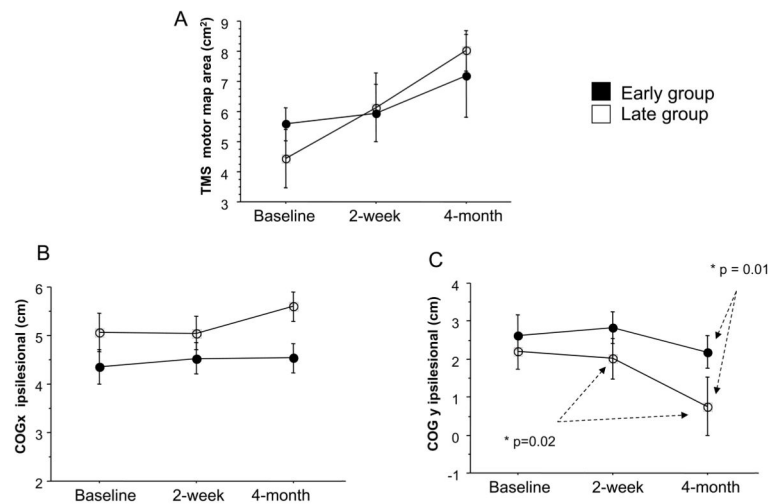 A
TMS motor map area (cm²)
9
8
7
6
5
4
3
Baseline 2-week 4-month
Early group
Late group
B
COGx ipsilesional (cm)
6
5
4
3
2
Baseline 2-week 4-month
C
COG y ipsilesional (cm)
4
3
2
1
0
-1
* p = 0.01
* p=0.02
Baseline 2-week 4-month